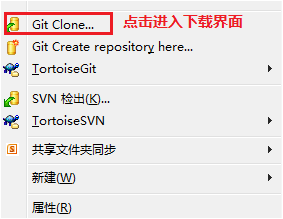 Git Clone... 点击进入下载界面
Git Create repository here...
TortoiseGit
SVN 检出(K)...
TortoiseSVN
共享文件夹同步
新建(W)
属性(R)